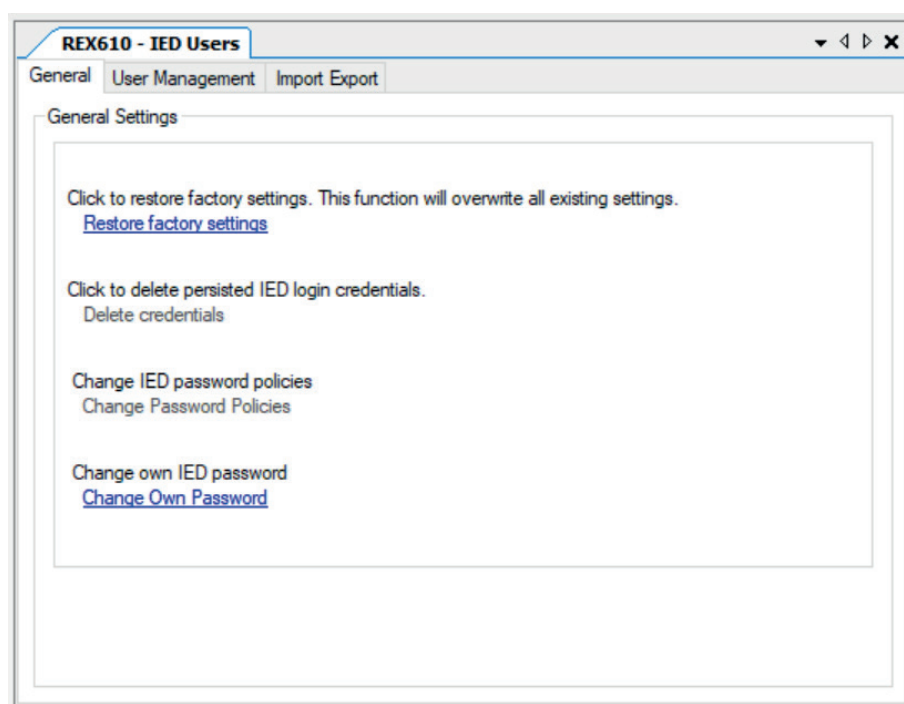 REX610 - IED Users
General
User Management
Import Export
General Settings
Click to restore factory settings. This function will overwrite all existing settings.
Restore factory settings
Click to delete persisted IED login credentials.
Delete credentials
Change IED password policies
Change Password Policies
Change own IED password
Change Own Password